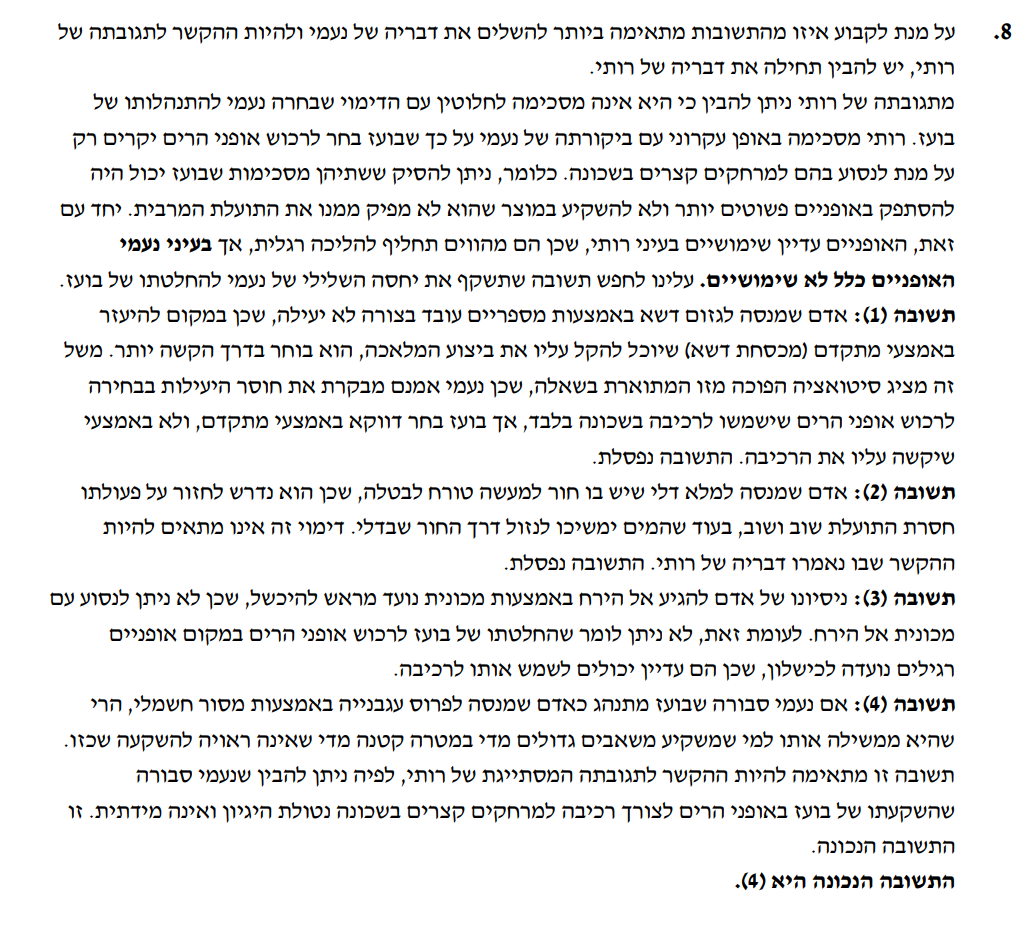 8. על מנת לקבוע איזו מהתשובות מתאימה ביותר להשלים את דבריה של נעמי ולהיות ההקשר לתגובתה של
רותי, יש להבין תחילה את דבריה של רותי.
מתגובתה של רותי ניתן להבין כי היא אינה מסכימה לחלוטין עם הדימוי שבחרה נעמי להתנהלותו של
בועז. רותי מסכימה באופן עקרוני עם ביקורתה של נעמי על כך שבועז בחר לרכוש אופני הרים יקרים רק
על מנת לנסוע בהם למרחקים קצרים בשכונה. כלומר, ניתן להסיק ששתיהן מסכימות שבועז יכול היה
להסתפק באופניים פשוטים יותר ולא להשקיע במוצר שהוא לא מפיק ממנו את התועלת המרבית. יחד עם
זאת, האופניים עדיין שימושיים בעיני רותי, שכן הם מהווים תחליף להליכה רגלית, אך בעיני נעמי
האופניים כלל לא שימושיים. עלינו לחפש תשובה שתשקף את יחסה השלילי של נעמי להחלטתו של בועז.
תשובה (1): אדם שמנסה לגזום דשא באמצעות מספריים עובד בצורה לא יעילה, שכן במקום להיעזר
באמצעי מתקדם (מכסחת דשא) שיוכל להקל עליו את ביצוע המלאכה, הוא בוחר בדרך הקשה יותר. משל
זה מציג סיטואציה הפוכה מזו המתוארת בשאלה, שכן נעמי אמנם מבקרת את חוסר היעילות בבחירה
לרכוש אופני הרים שישמשו לרכיבה בשכונה בלבד, אך בועז בחר דווקא באמצעי מתקדם, ולא באמצעי
שיקשה עליו את הרכיבה. התשובה נפסלת.
תשובה (2): אדם שמנסה למלא דלי שיש בו חור למעשה טורח לבטלה, שכן הוא נדרש לחזור על פעולתו
חסרת התועלת שוב ושוב, בעוד שהמים ימשיכו לנזול דרך החור שבדלי. דימוי זה אינו מתאים להיות
ההקשר שבו נאמרו דבריה של רותי. התשובה נפסלת.
תשובה (3): ניסיונו של אדם להגיע אל הירח באמצעות מכונית נועד מראש להיכשל, שכן לא ניתן לנסוע עם
מכונית אל הירח. לעומת זאת, לא ניתן לומר שהחלטתו של בועז לרכוש אופני הרים במקום אופניים
רגילים נועדה לכישלון, שכן הם עדיין יכולים לשמש אותו לרכיבה.
תשובה (4): אם נעמי סבורה שבועז מתנהג כאדם שמנסה לפרוס עגבנייה באמצעות מסור חשמלי, הרי
שהיא ממשילה אותו למי שמשקיע משאבים גדולים מדי במטרה קטנה מדי שאינה ראויה להשקעה שכזו.
תשובה זו מתאימה להיות ההקשר לתגובתה המסתייגת של רותי, לפיה ניתן להבין שנעמי סבורה
שהשקעתו של בועז באופני הרים לצורך רכיבה למרחקים קצרים בשכונה נטולת היגיון ואינה מידתית. זו
התשובה הנכונה.
התשובה הנכונה היא (4).